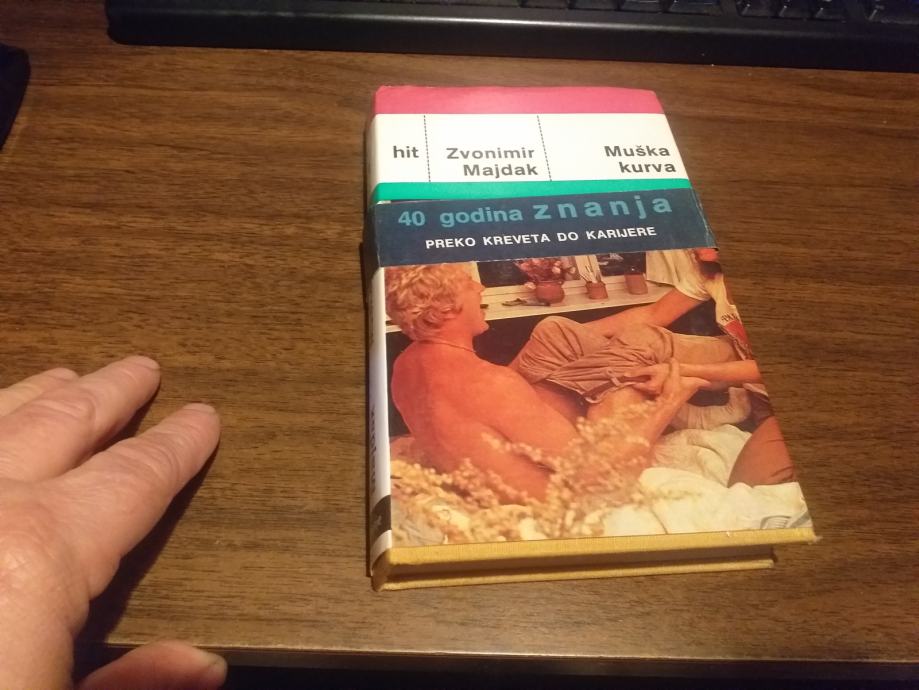 hit
Zvonimir
Majdak
Muška
kurva
40 godina znanja
PREKO KREVETA DO KARIJERE